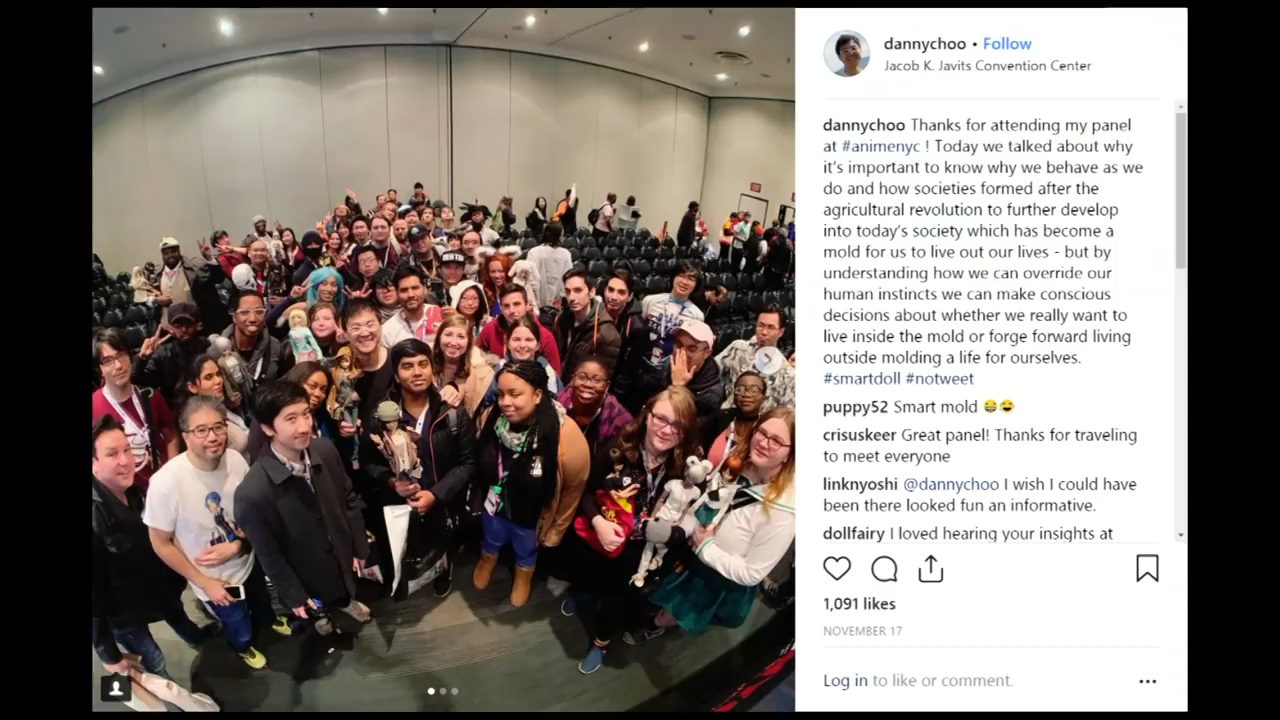 dannychoo • Follow
Jacob K. Javits Convention Center
dannychoo Thanks for attending my panel
at #animenyc ! Today we talked about why
it's important to know why we behave as we
do and how societies formed after the
agricultural revolution to further develop
into today's society which has become a
mold for us to live out our lives - but by
understanding how we can override our
human instincts we can make conscious
decisions about whether we really want to
live inside the mold or forge forward living
outside molding a life for ourselves.
#smartdoll #notweet
puppy52 Smart mold 😁😂
crisuskeer Great panel! Thanks for traveling
to meet everyone
linknyoshi @dannychoo I wish I could have
been there looked fun an informative.
dollfairy I loved hearing your insights at
1,091 likes
NOVEMBER 17
Log in to like or comment.